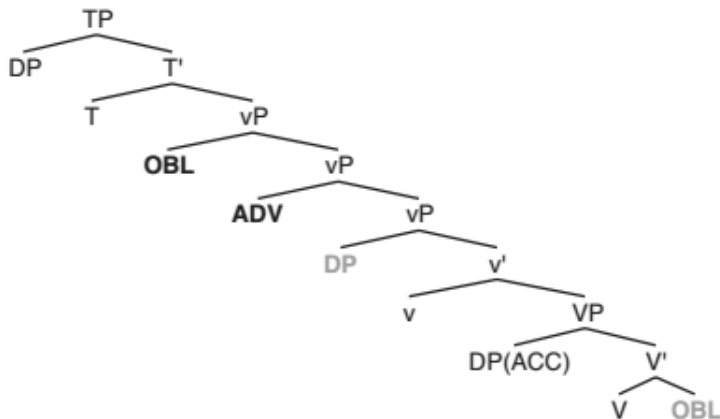 TP
DP T'
T vP
OBL vP
ADV vP
DP v'
v VP
DP(ACC) V'
V OBL